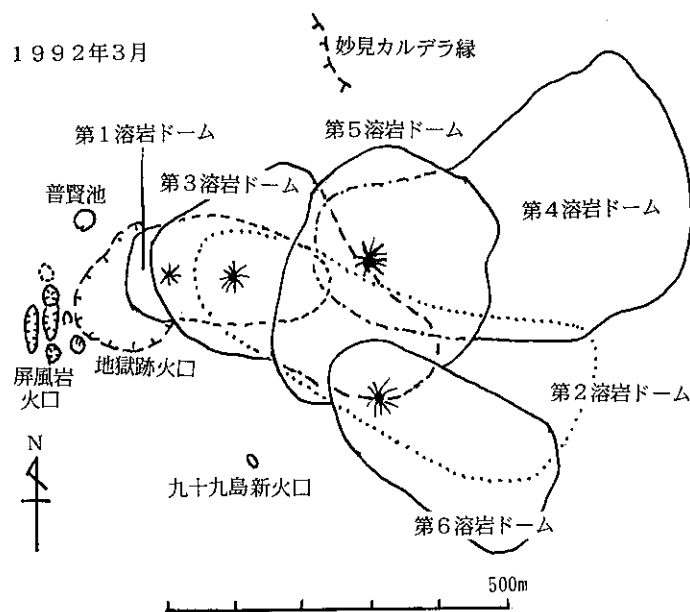 1992年3月
妙見カルデラ縁
第1溶岩ドーム
第5溶岩ドーム
第3溶岩ドーム
普賢池
第4溶岩ドーム
地獄跡火口
屏風岩
火口
第2溶岩ドーム
N
九十九島新火口
第6溶岩ドーム
500m